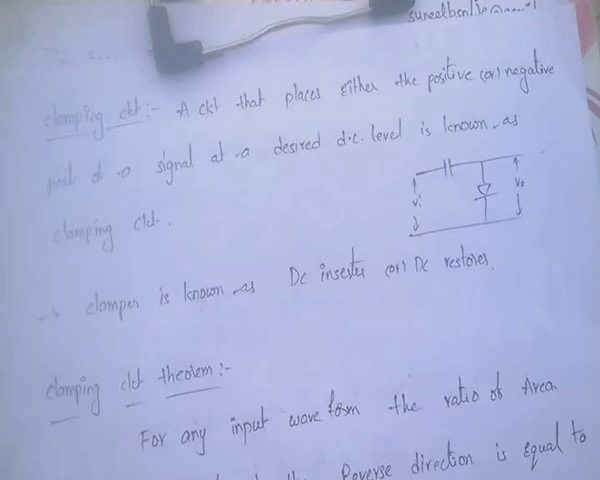 clamping ckt:- A ckt that places either the positive (or) negative
peak of a signal at a desired d.c. level is known as
clamping ckt.
Vi
Vo
-> clamper is known as Dc inserter (or) Dc restorer.
clamping ckt theorem:-
For any input wave form the ratio of Area
Reverse direction is equal to